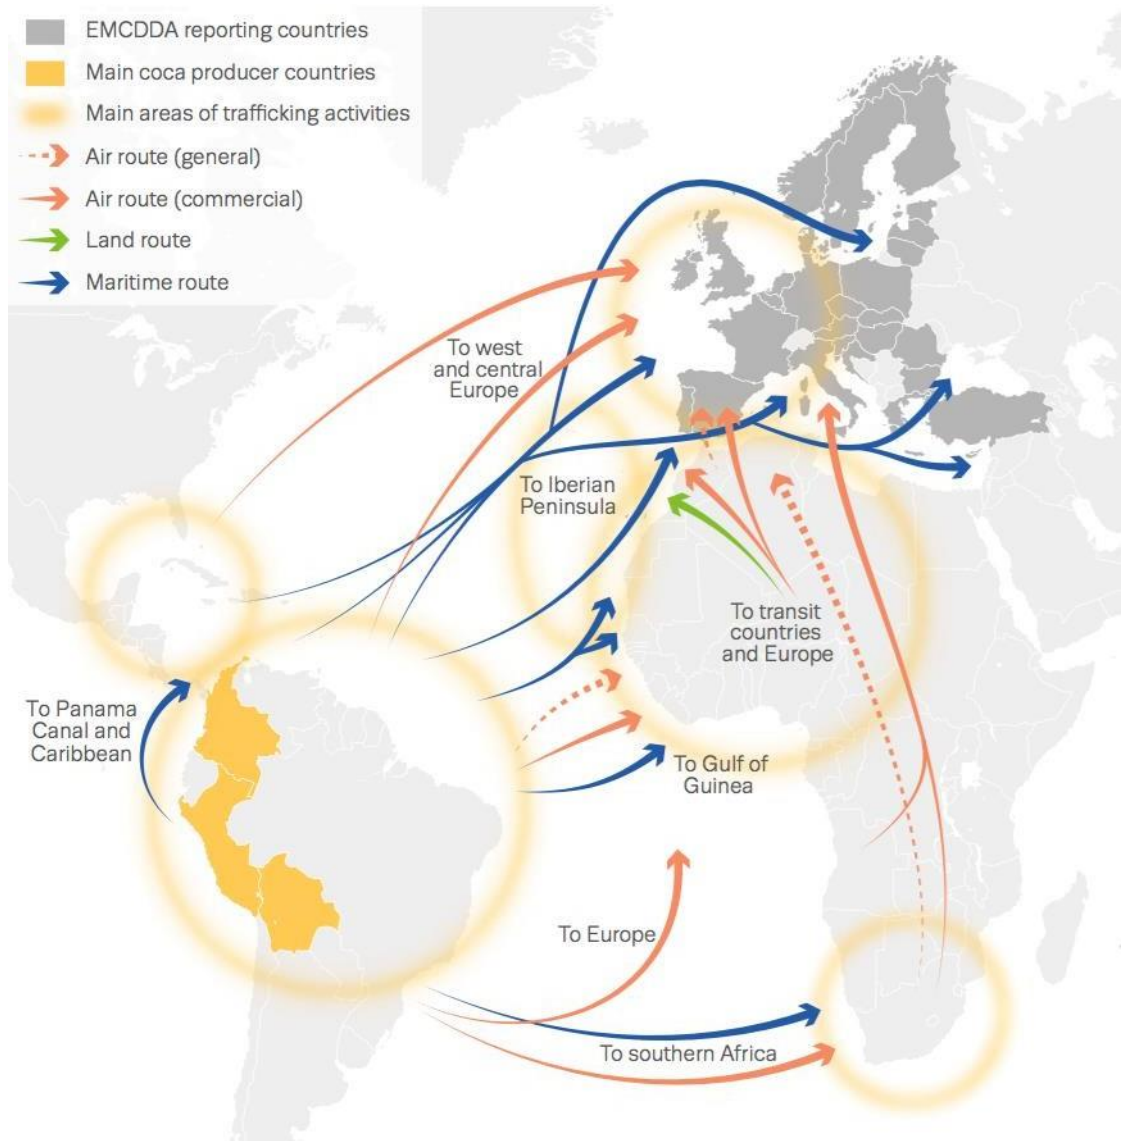 EMCDDA reporting countries
Main coca producer countries
Main areas of trafficking activities
Air route (general)
Air route (commercial)
Land route
Maritime route
To west
and central
Europe
To Iberian
Peninsula
To transit
countries
and Europe
To Panama
Canal and
Caribbean
To Gulf of
Guinea
To Europe
To southern Africa